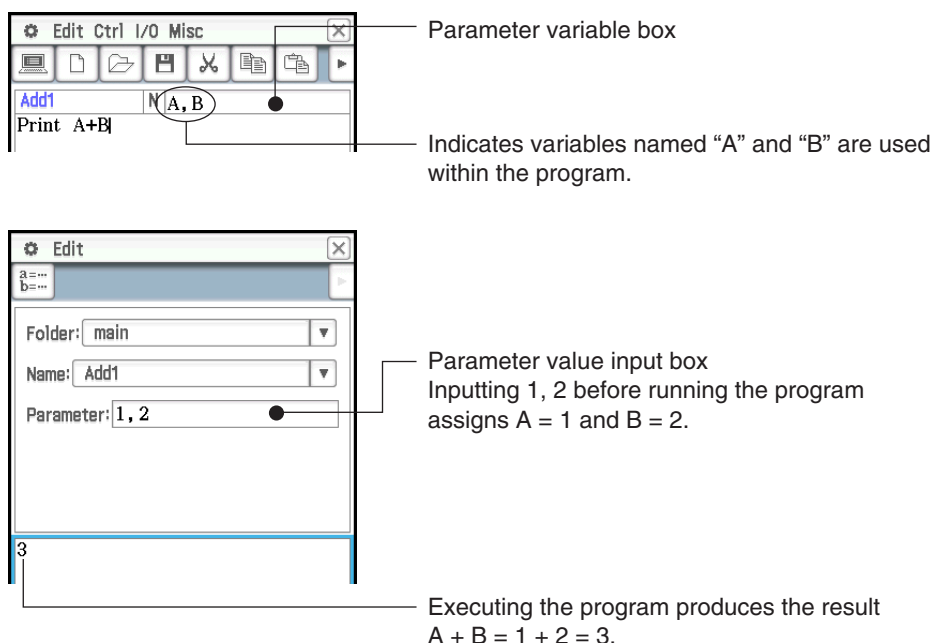 Edit Ctrl I/O Misc
Parameter variable box
Add1 N A, B
Print A+B
Indicates variables named “A” and “B” are used
within the program.
Edit
a=···
b=···
Folder: main
Name: Add1
Parameter: 1, 2
Parameter value input box
Inputting 1, 2 before running the program
assigns A = 1 and B = 2.
3
Executing the program produces the result
A + B = 1 + 2 = 3.